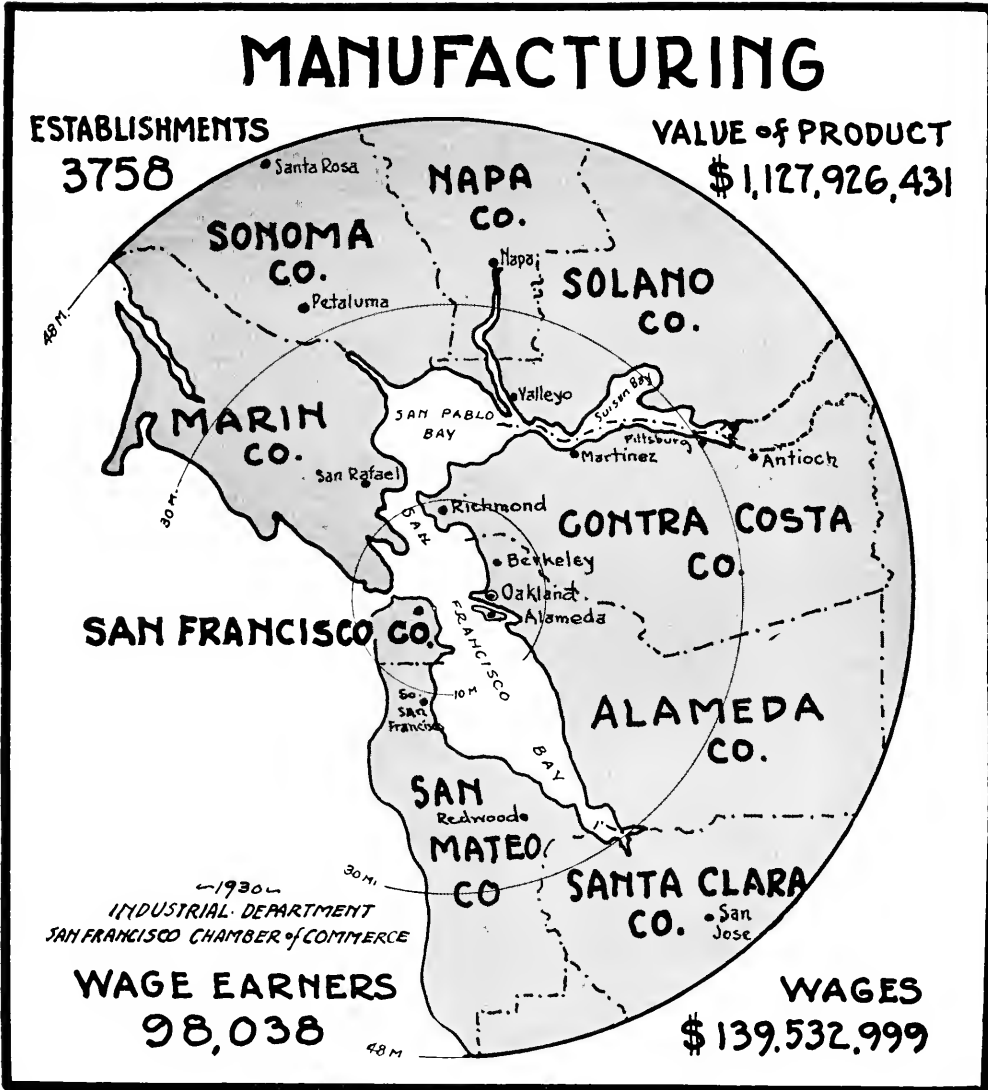 MANUFACTURING
ESTABLISHMENTS
3758
VALUE of PRODUCT
$1,127,926,431
Santa Rosa
NAPA
CO.
SONOMA
CO.
Napa
SOLANO
CO.
Petaluma
48 M.
Valleyo
Suisun Bay
SAN PABLO
BAY
MARIN
CO.
Pittsburg
Martinez
Antioch
San Rafael
30 M.
Richmond
CONTRA COSTA
CO.
Berkeley
Oakland
Alameda
SAN FRANCISCO CO.
SAN
FRANCISCO
BAY
10 M
So.
SAN
Francisco
ALAMEDA
CO.
SAN
Redwood
MATEO
CO
30 MI.
SANTA CLARA
CO.
San
Jose
~1930~
INDUSTRIAL DEPARTMENT
SAN FRANCISCO CHAMBER of COMMERCE
WAGE EARNERS
98,038
48 M
WAGES
$139,532,999